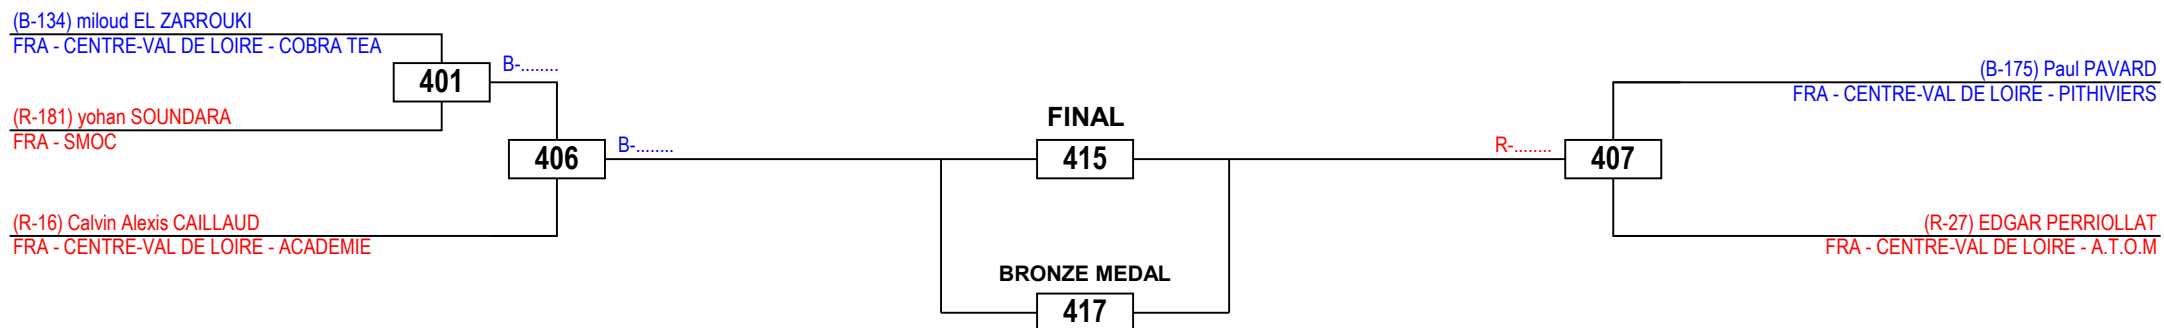 (B-134) miloud EL ZARROUKI
FRA - CENTRE-VAL DE LOIRE - COBRA TEA
401
B-........
(R-181) yohan SOUNDARA
FRA - SMOC
406
B-........
(R-16) Calvin Alexis CAILLAUD
FRA - CENTRE-VAL DE LOIRE - ACADEMIE
FINAL
415
BRONZE MEDAL
417
R-........
407
(B-175) Paul PAVARD
FRA - CENTRE-VAL DE LOIRE - PITHIVIERS
(R-27) EDGAR PERRIOLLAT
FRA - CENTRE-VAL DE LOIRE - A.T.O.M